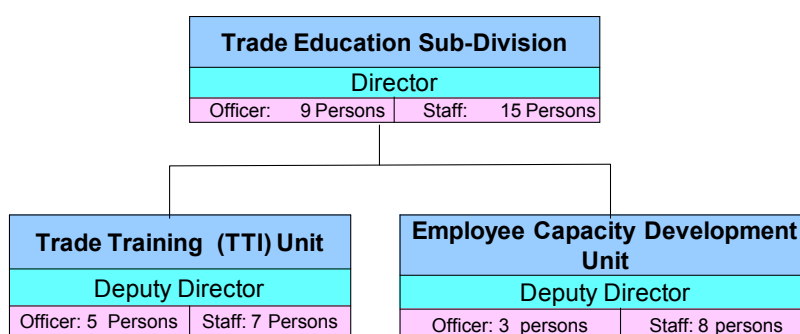 Trade Education Sub-Division
Director
Officer: 9 Persons Staff: 15 Persons
Trade Training (TTI) Unit
Deputy Director
Officer: 5 Persons Staff: 7 Persons
Employee Capacity Development
Unit
Deputy Director
Officer: 3 persons Staff: 8 persons